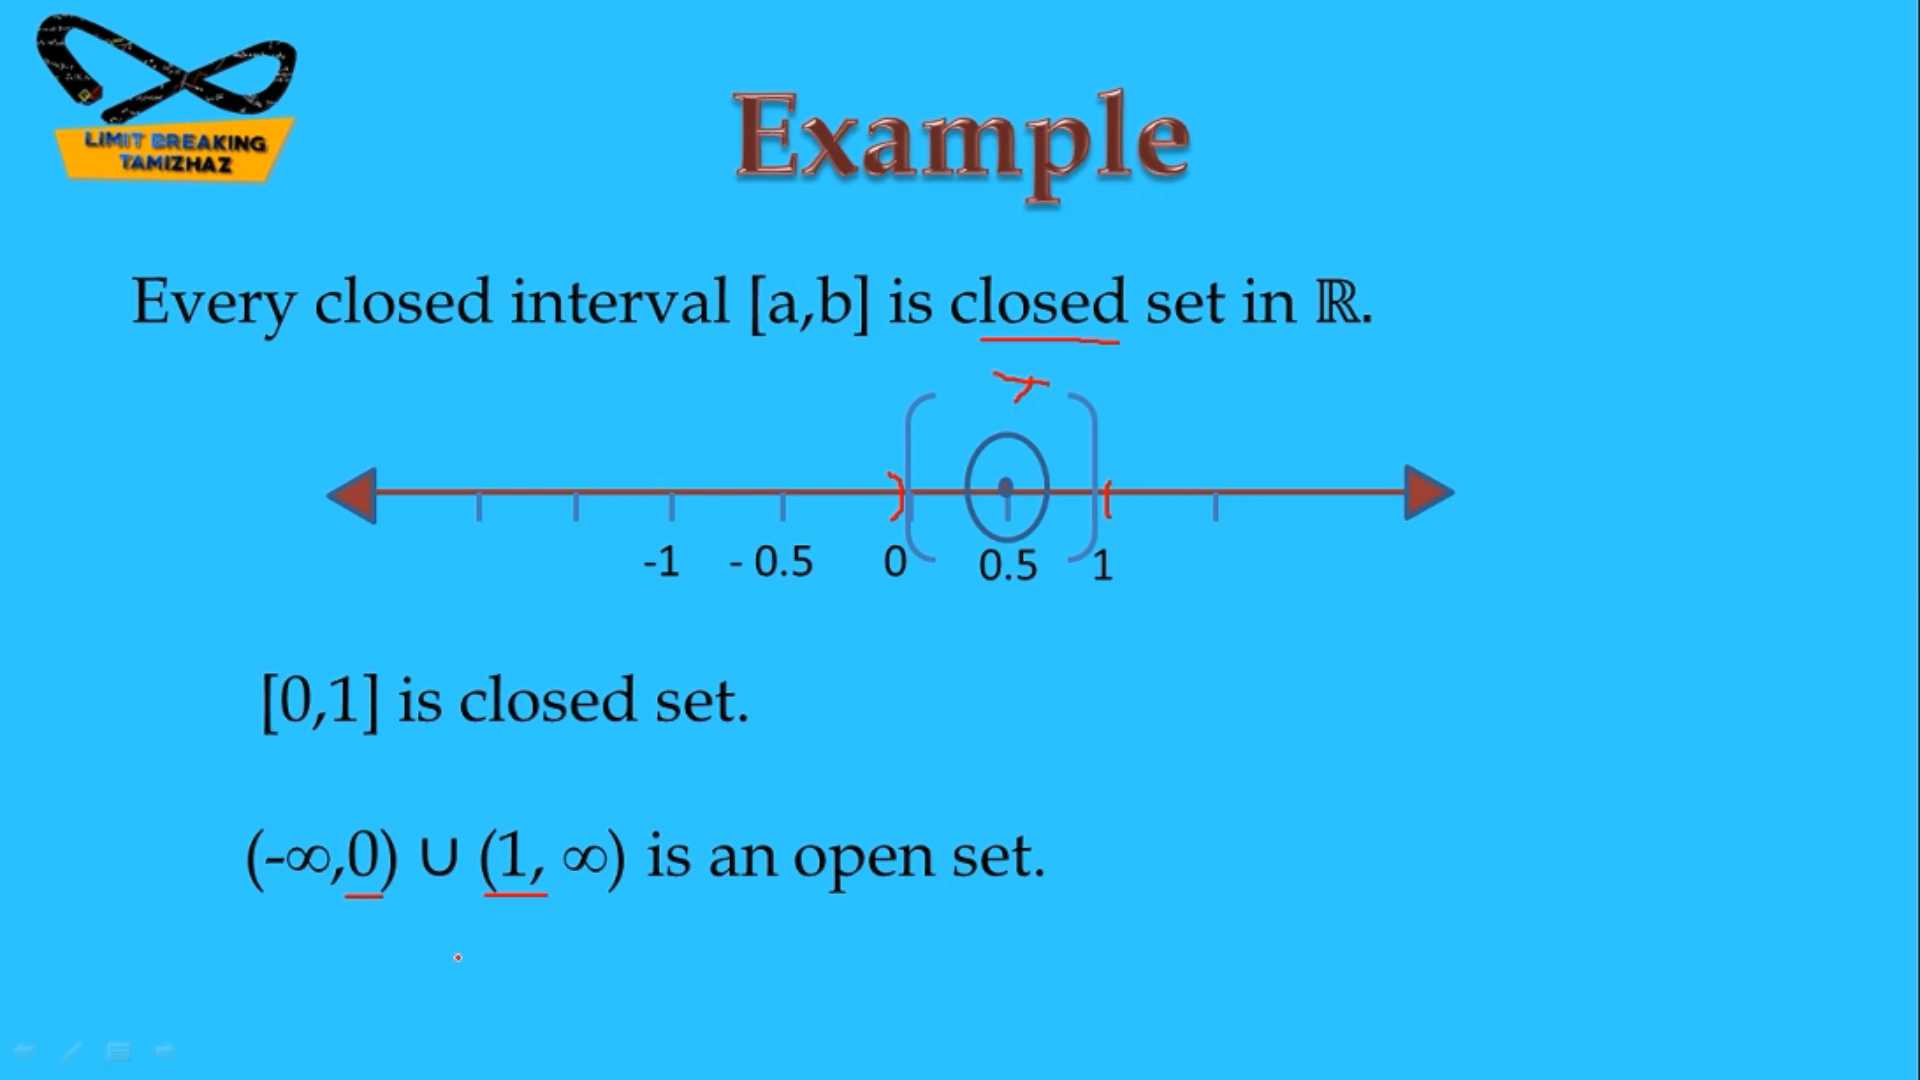 LIMIT BREAKING
TAMIZHAZ
Example
Every closed interval [a,b] is closed set in ℝ.
-1 - 0.5 0 0.5 1
[0,1] is closed set.
(-∞,0) ∪ (1, ∞) is an open set.